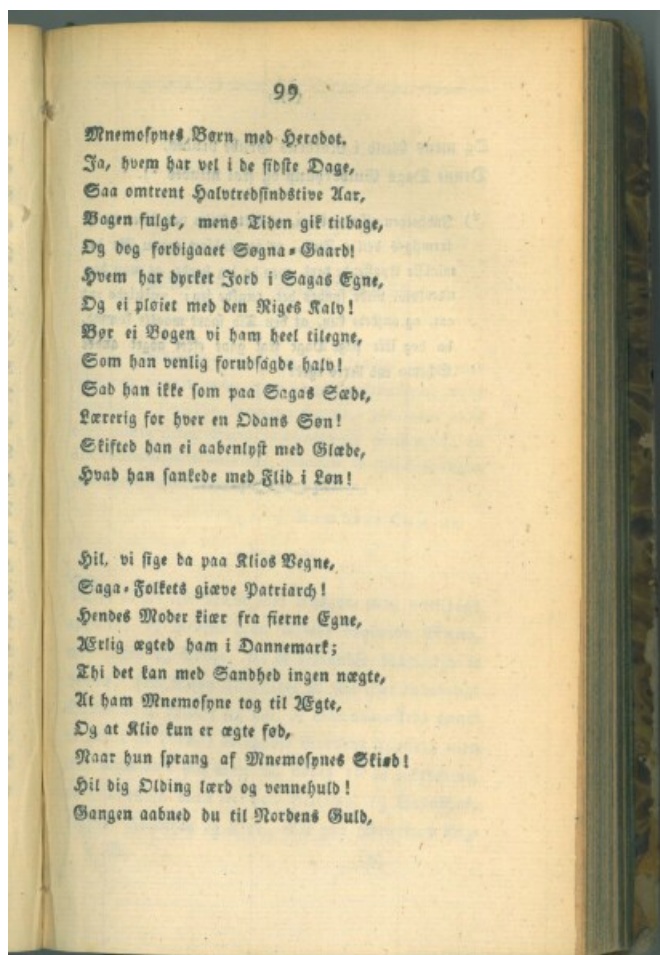 99
Mnemosynes Børn med Herodot.
Ja, hvem har vel i de sidste Dage,
Saa omtrent Halvtredsindstive Aar,
Bogen fulgt, mens Tiden gik tilbage,
Og dog forbigaaet Søgna-Gaard!
Hvem har dyrket Jord i Sagas Egne,
Og ei pløiet med den Riges Kalv!
Bør ei Bogen vi ham heel tilegne,
Som han venlig forudsagde halv!
Sad han ikke som paa Sagas Sæde,
Lærerig for hver en Odans Søn!
Skifted han ei aabenlyst med Glæde,
Hvad han sankede med Flid i Løn!
Hil, vi sige da paa Klios Vegne,
Saga-Folkets giæve Patriarch!
Hendes Moder kiær fra fierne Egne,
Ærlig ægted ham i Dannemark;
Thi det kan med Sandhed ingen nægte,
At ham Mnemosyne tog til Ægte,
Og at Klio kun er ægte fød,
Naar hun sprang af Mnemosynes Skiød!
Hil dig Olding lærd og vennehuld!
Gangen aabned du til Nordens Guld,